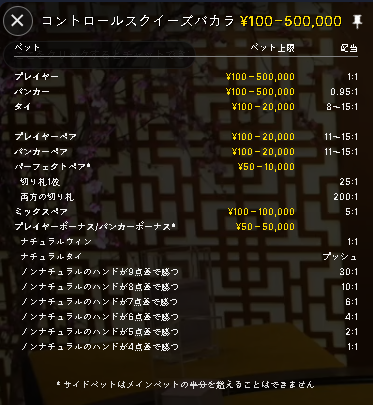 コントロールスクイーズバカラ ¥100-500,000
ベット ベット上限 配当
プレイヤー ¥100-500,000 1:1
バンカー ¥100-500,000 0.95:1
タイ ¥100-20,000 8〜15:1
プレイヤーペア ¥100-20,000 11〜15:1
バンカーペア ¥100-20,000 11〜15:1
パーフェクトペア* ¥50-10,000
切り札1枚 25:1
両方の切り札 200:1
ミックスペア ¥100-100,000 5:1
プレイヤーボーナス/バンカーボーナス* ¥50-50,000
ナチュラルウィン 1:1
ナチュラルタイ プッシュ
ノンナチュラルのハンドが9点差で勝つ 30:1
ノンナチュラルのハンドが8点差で勝つ 10:1
ノンナチュラルのハンドが7点差で勝つ 6:1
ノンナチュラルのハンドが6点差で勝つ 4:1
ノンナチュラルのハンドが5点差で勝つ 2:1
ノンナチュラルのハンドが4点差で勝つ 1:1
* サイドベットはメインベットの半分を超えることはできません